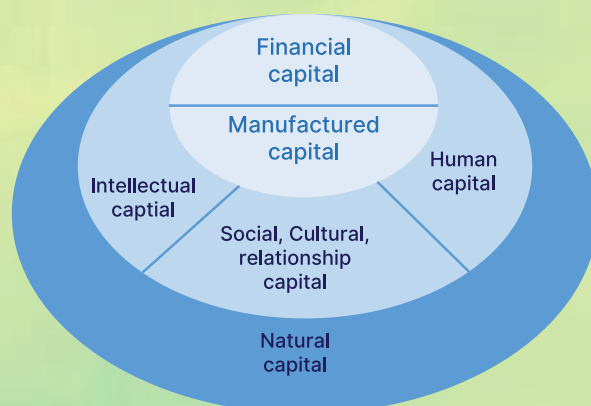 Financial
capital
Manufactured
capital
Human
capital
Intellectual
captial
Social, Cultural,
relationship
capital
Natural
capital